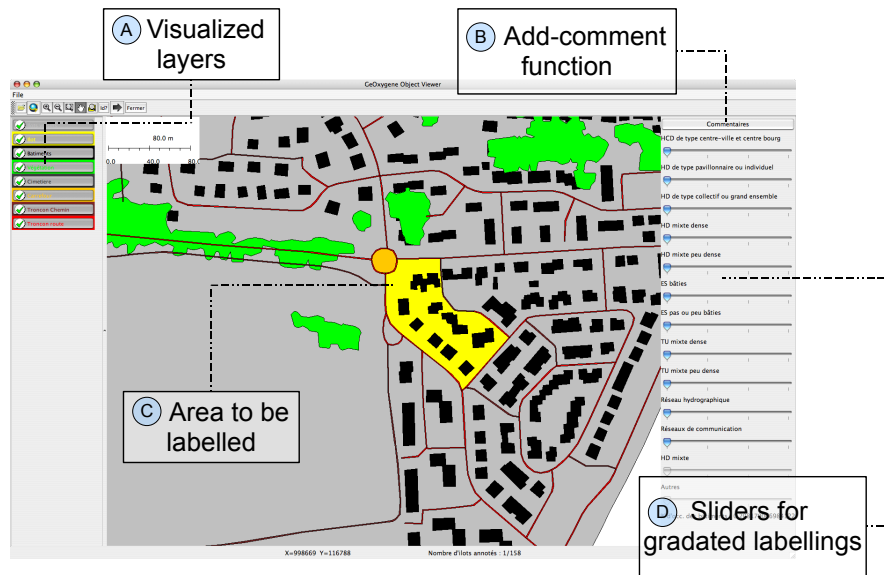 A Visualized
layers
B Add-comment
function
GeOxygene Object Viewer
File
Fermer
80.0 m
0.0 40.0 80
Batiments
Cimetiere
Troncon Chemin
Troncon route
Commentaires
HCD de type centre-ville et centre bourg
HD de type pavillonnaire ou individuel
HD de type collectif ou grand ensemble
HD mixte dense
HD mixte peu dense
ES bâties
ES pas ou peu bâties
TU mixte dense
TU mixte peu dense
Réseau hydrographique
Réseaux de communication
HD mixte
Autres
C Area to be
labelled
D Sliders for
gradated labellings
X=998669 Y=116788 Nombre d'ilots annotés : 1/158